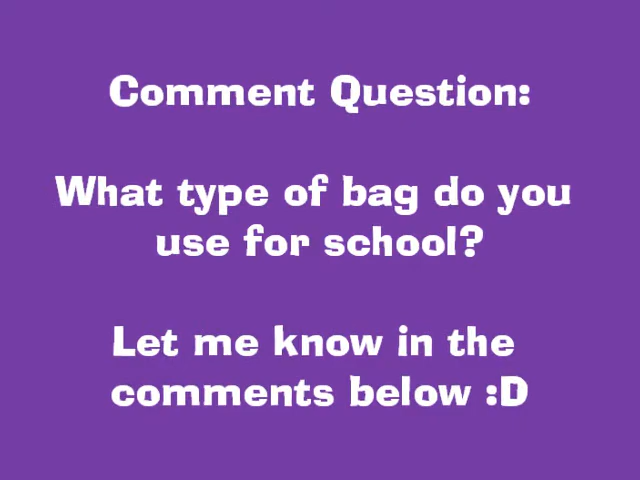 Comment Question:
What type of bag do you
use for school?
Let me know in the
comments below :D